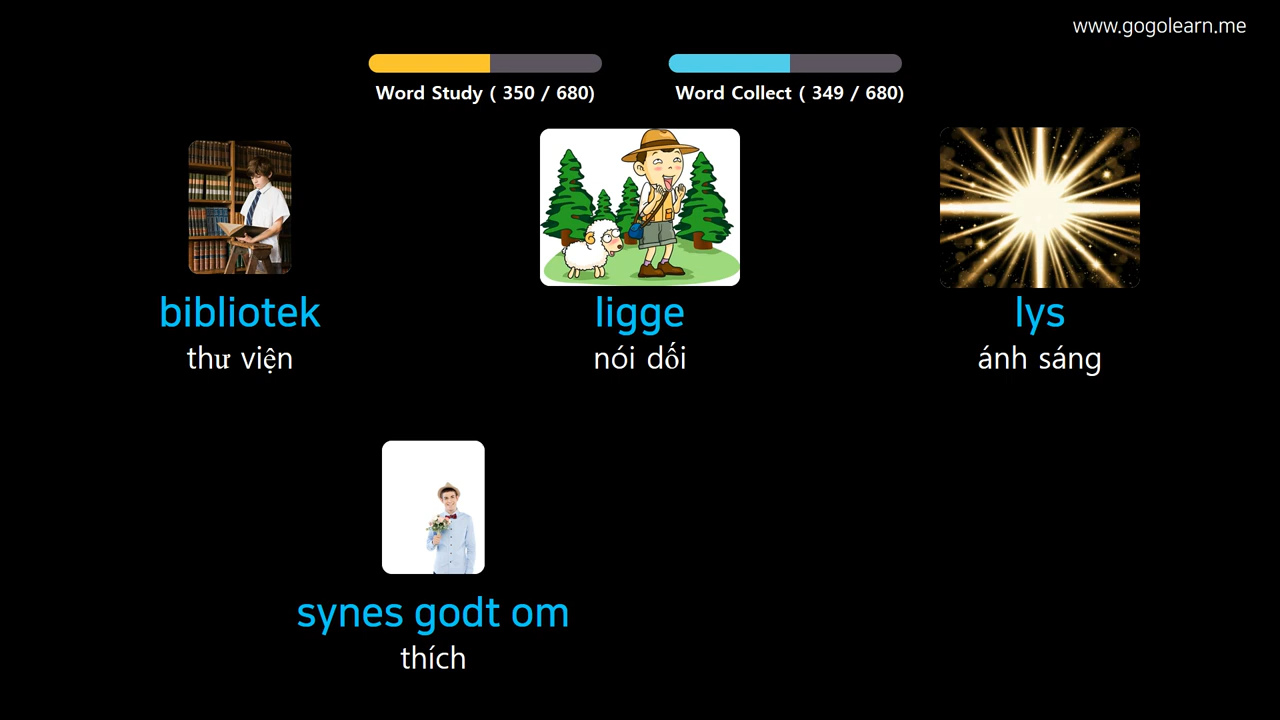 www.gogolearn.me
Word Study ( 350 / 680)
Word Collect ( 349 / 680)
bibliotek
thư viện
ligge
nói dối
lys
ánh sáng
synes godt om
thích